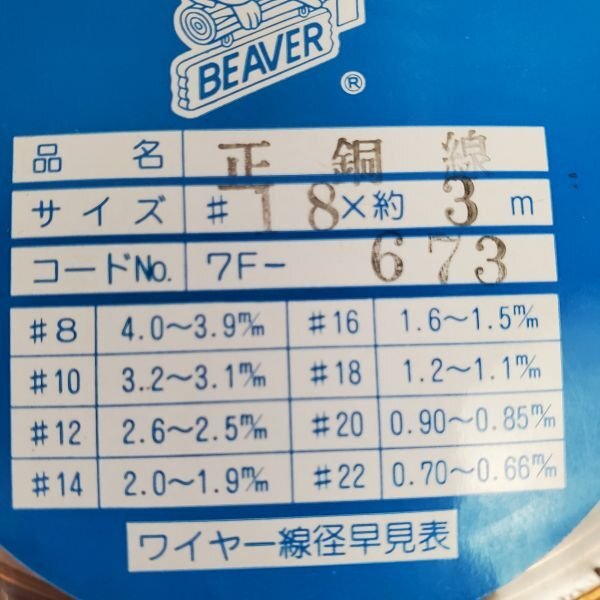 BEAVER
®
品名 正銅線
サイズ #18×約3m
コードNo. 7F-673
#8 4.0～3.9m/m #16 1.6～1.5m/m
#10 3.2～3.1m/m #18 1.2～1.1m/m
#12 2.6～2.5m/m #20 0.90～0.85m/m
#14 2.0～1.9m/m #22 0.70～0.66m/m
ワイヤー線径早見表